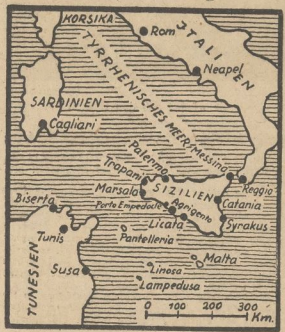 KORSIKA
ITALIEN
Rom
Neapel
TYRRHENISCHES MEER
SARDINIEN
Cagliari
Palermo
Messina
Trapani
Reggio
Marsala
SIZILIEN
Catania
Agrigento
Porto Empedocle
Biserta
Licata
Syrakus
Tunis
Pantelleria
TUNESIEN
Susa
Malta
Linosa
Lampedusa
0 100 200 300
Km.